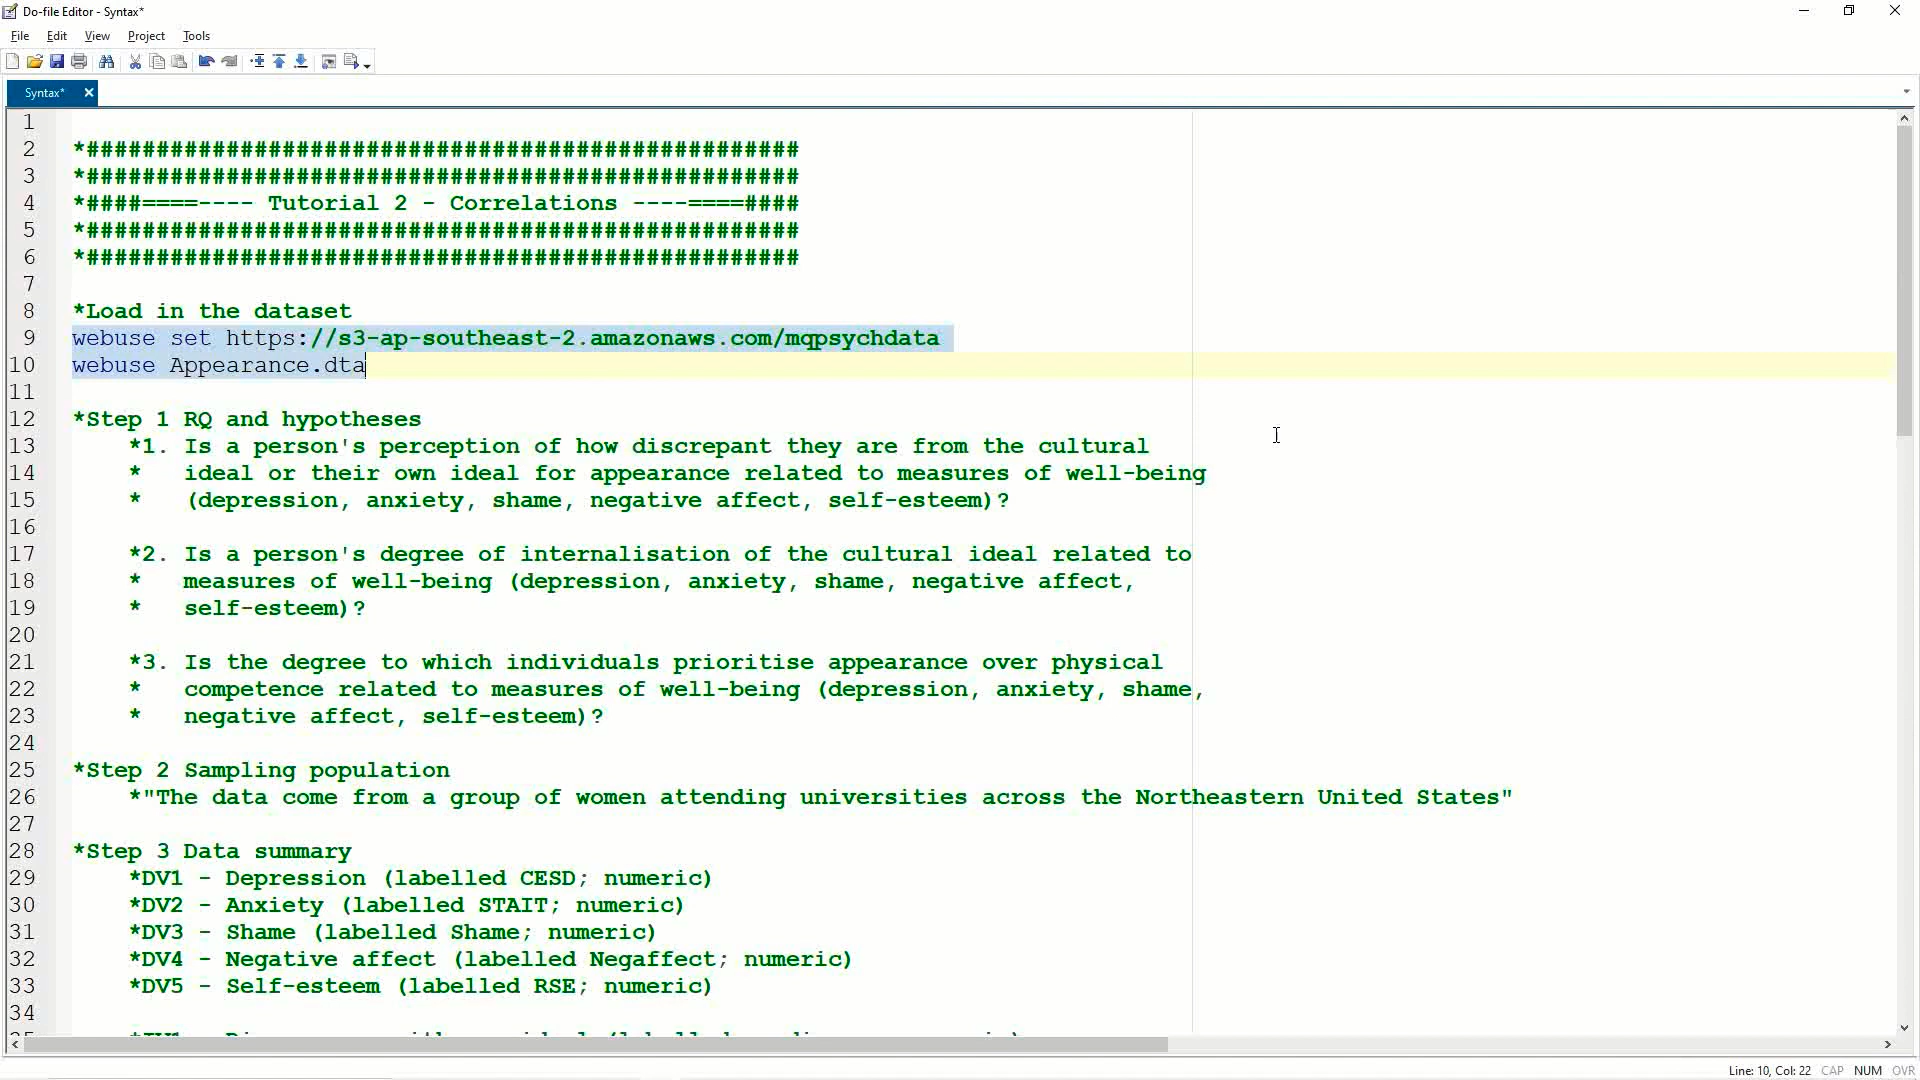 Do-file Editor - Syntax*
File Edit View Project Tools
Syntax*
1
2 *###################################################
3 *###################################################
4 *####====---- Tutorial 2 - Correlations ----====####
5 *###################################################
6 *###################################################
7
8 *Load in the dataset
9 webuse set https://s3-ap-southeast-2.amazonaws.com/mqpsychdata
10 webuse Appearance.dta
11
12 *Step 1 RQ and hypotheses
13 *1. Is a person's perception of how discrepant they are from the cultural
14 * ideal or their own ideal for appearance related to measures of well-being
15 * (depression, anxiety, shame, negative affect, self-esteem)?
16
17 *2. Is a person's degree of internalisation of the cultural ideal related to
18 * measures of well-being (depression, anxiety, shame, negative affect,
19 * self-esteem)?
20
21 *3. Is the degree to which individuals prioritise appearance over physical
22 * competence related to measures of well-being (depression, anxiety, shame,
23 * negative affect, self-esteem)?
24
25 *Step 2 Sampling population
26 *"The data come from a group of women attending universities across the Northeastern United States"
27
28 *Step 3 Data summary
29 *DV1 - Depression (labelled CESD; numeric)
30 *DV2 - Anxiety (labelled STAIT; numeric)
31 *DV3 - Shame (labelled Shame; numeric)
32 *DV4 - Negative affect (labelled Negaffect; numeric)
33 *DV5 - Self-esteem (labelled RSE; numeric)
34
Line: 10, Col: 22 CAP NUM OVR